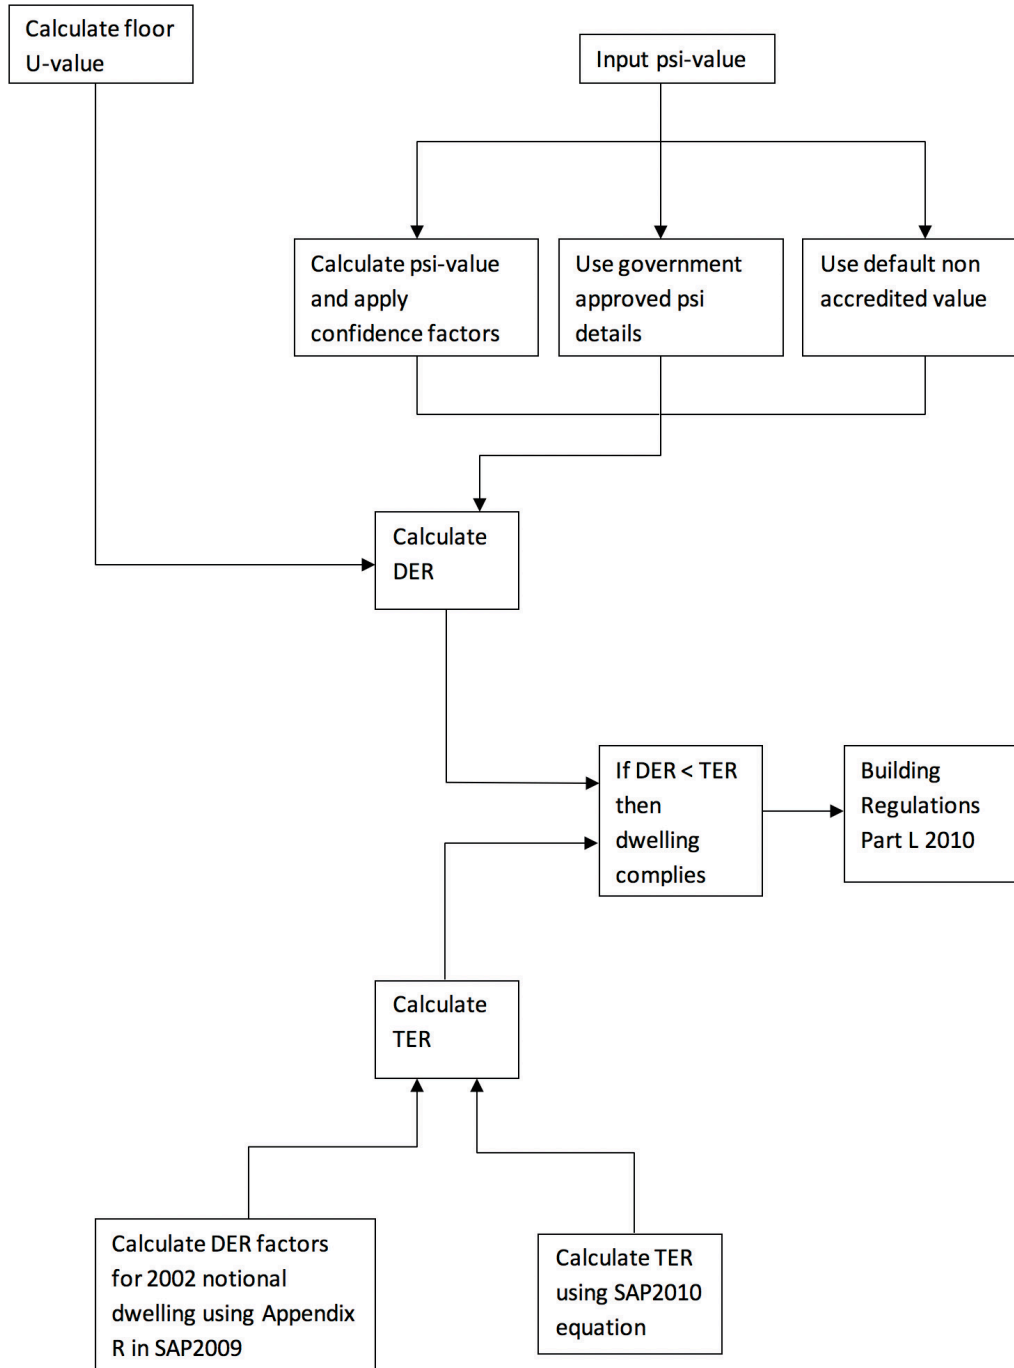 Calculate floor
U-value
Input psi-value
Calculate psi-value
and apply
confidence factors
Use government
approved psi
details
Use default non
accredited value
Calculate
DER
If DER < TER
then
dwelling
complies
Building
Regulations
Part L 2010
Calculate
TER
Calculate DER factors
for 2002 notional
dwelling using Appendix
R in SAP2009
Calculate TER
using SAP2010
equation